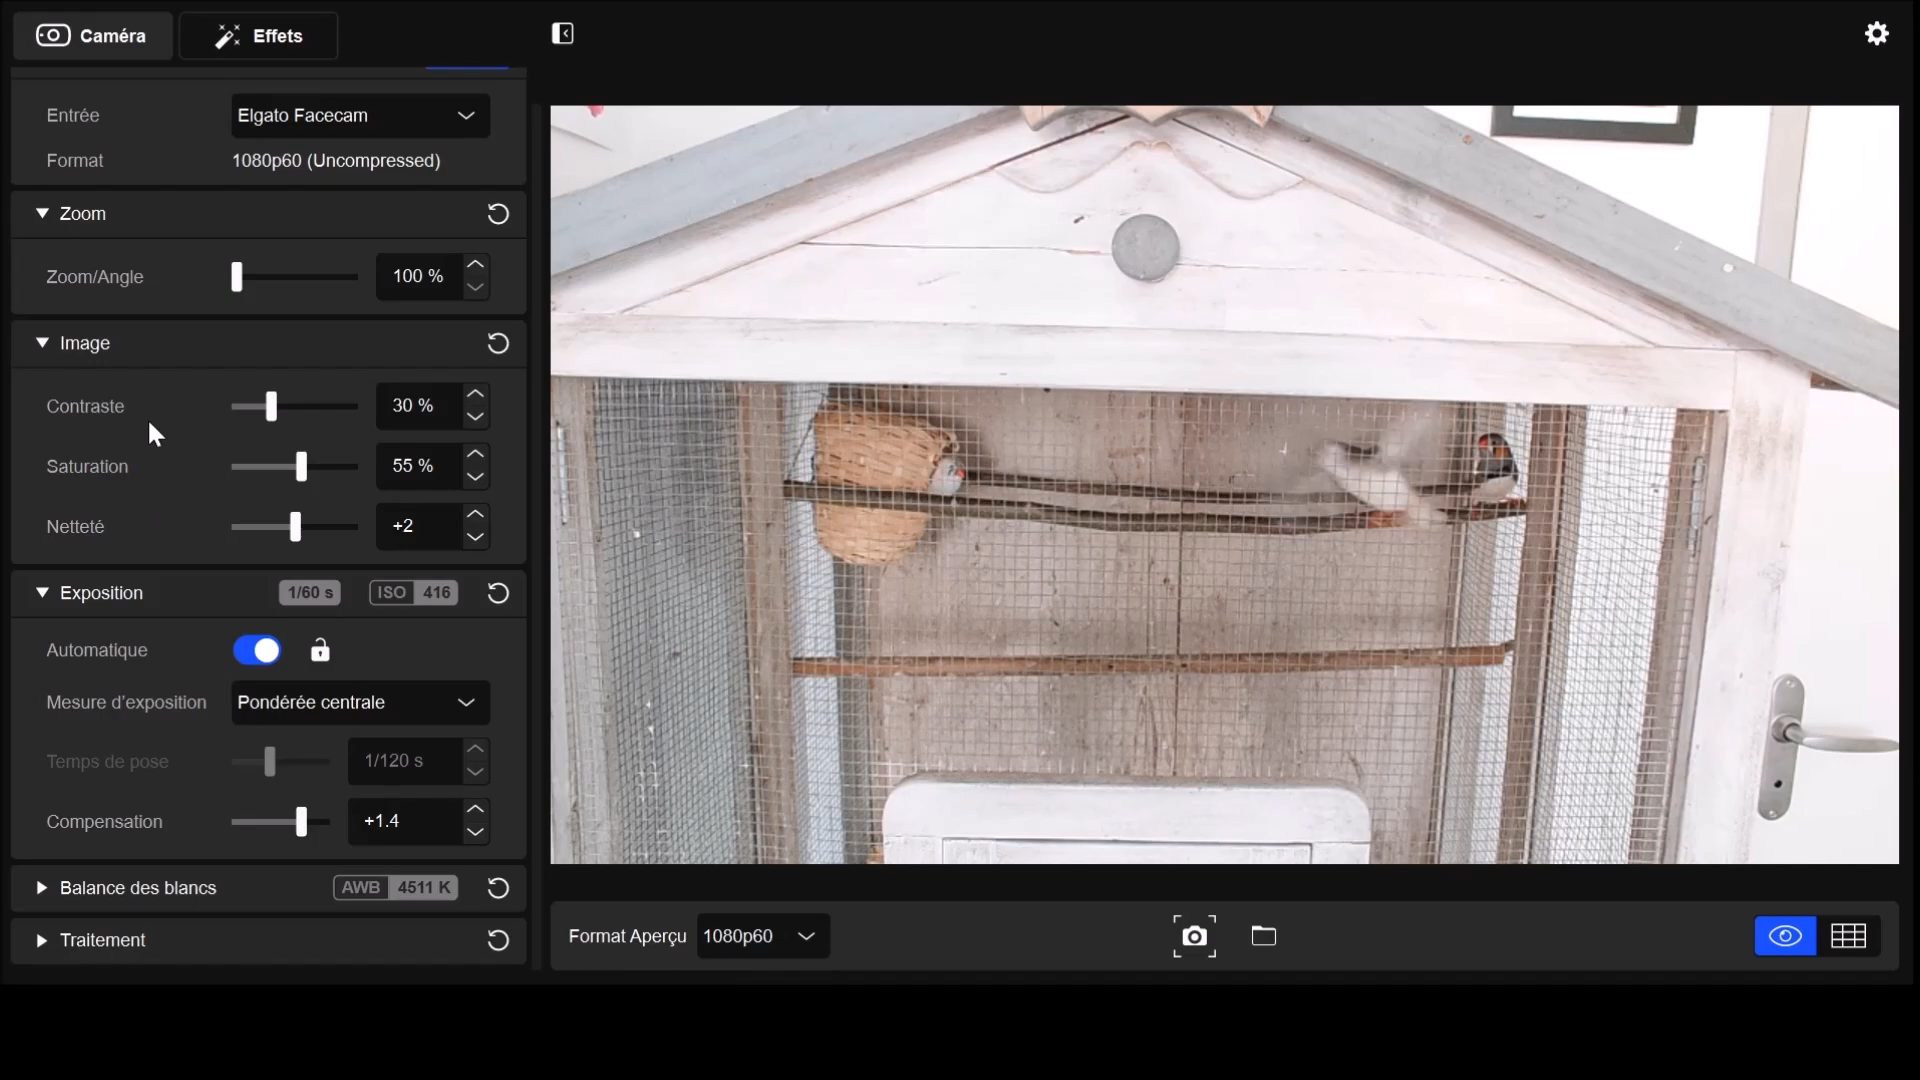 Caméra
Effets
Entrée
Elgato Facecam
Format
1080p60 (Uncompressed)
Zoom
Zoom/Angle
100 %
Image
Contraste
30 %
Saturation
55 %
Netteté
+2
Exposition
1/60 s
ISO 416
Automatique
Mesure d'exposition
Pondérée centrale
Temps de pose
1/120 s
Compensation
+1.4
Balance des blancs
AWB 4511 K
Traitement
Format Aperçu
1080p60